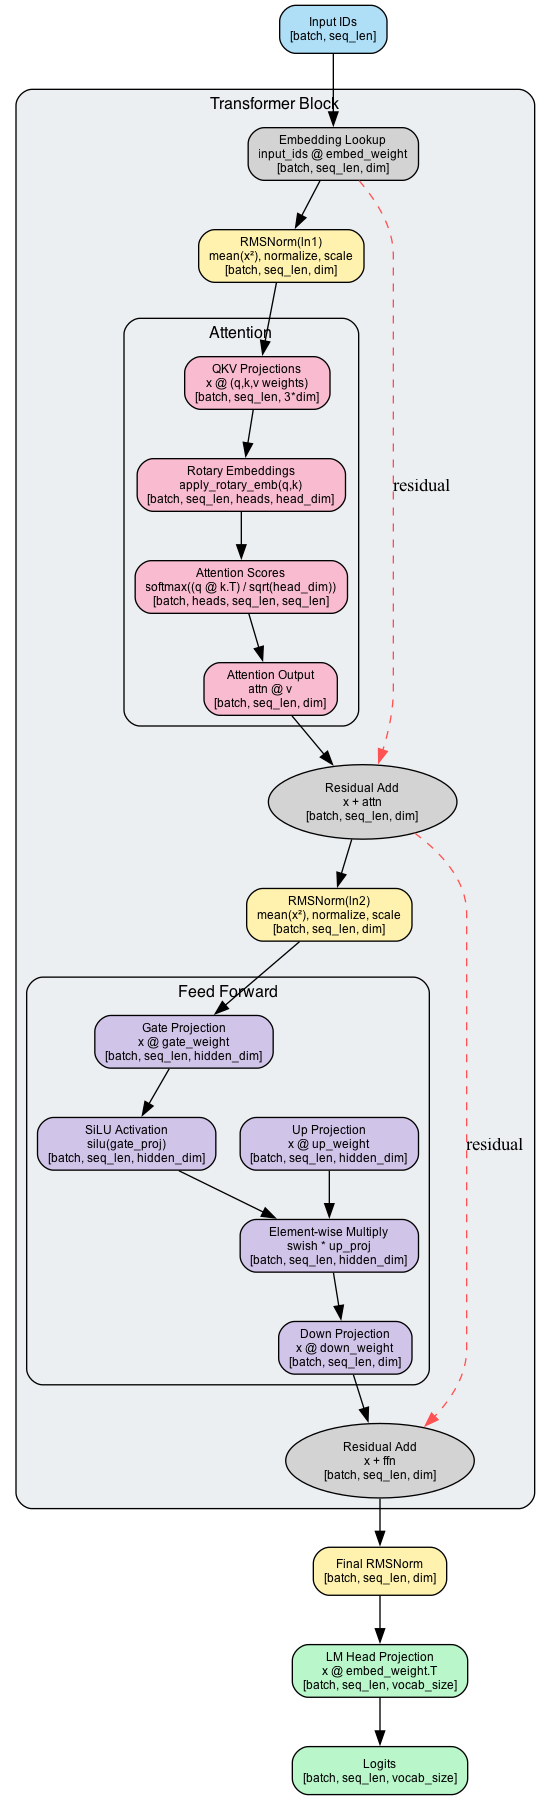 Input IDs
[batch, seq_len]
Transformer Block
Embedding Lookup
input_ids @ embed_weight
[batch, seq_len, dim]
RMSNorm(ln1)
mean(x²), normalize, scale
[batch, seq_len, dim]
Attention
QKV Projections
x @ (q,k,v weights)
[batch, seq_len, 3*dim]
Rotary Embeddings
apply_rotary_emb(q,k)
[batch, seq_len, heads, head_dim]
residual
Attention Scores
softmax((q @ k.T) / sqrt(head_dim))
[batch, heads, seq_len, seq_len]
Attention Output
attn @ v
[batch, seq_len, dim]
Residual Add
x + attn
[batch, seq_len, dim]
RMSNorm(ln2)
mean(x²), normalize, scale
[batch, seq_len, dim]
Feed Forward
Gate Projection
x @ gate_weight
[batch, seq_len, hidden_dim]
SiLU Activation
silu(gate_proj)
[batch, seq_len, hidden_dim]
Up Projection
x @ up_weight
[batch, seq_len, hidden_dim]
residual
Element-wise Multiply
swish * up_proj
[batch, seq_len, hidden_dim]
Down Projection
x @ down_weight
[batch, seq_len, dim]
Residual Add
x + ffn
[batch, seq_len, dim]
Final RMSNorm
[batch, seq_len, dim]
LM Head Projection
x @ embed_weight.T
[batch, seq_len, vocab_size]
Logits
[batch, seq_len, vocab_size]